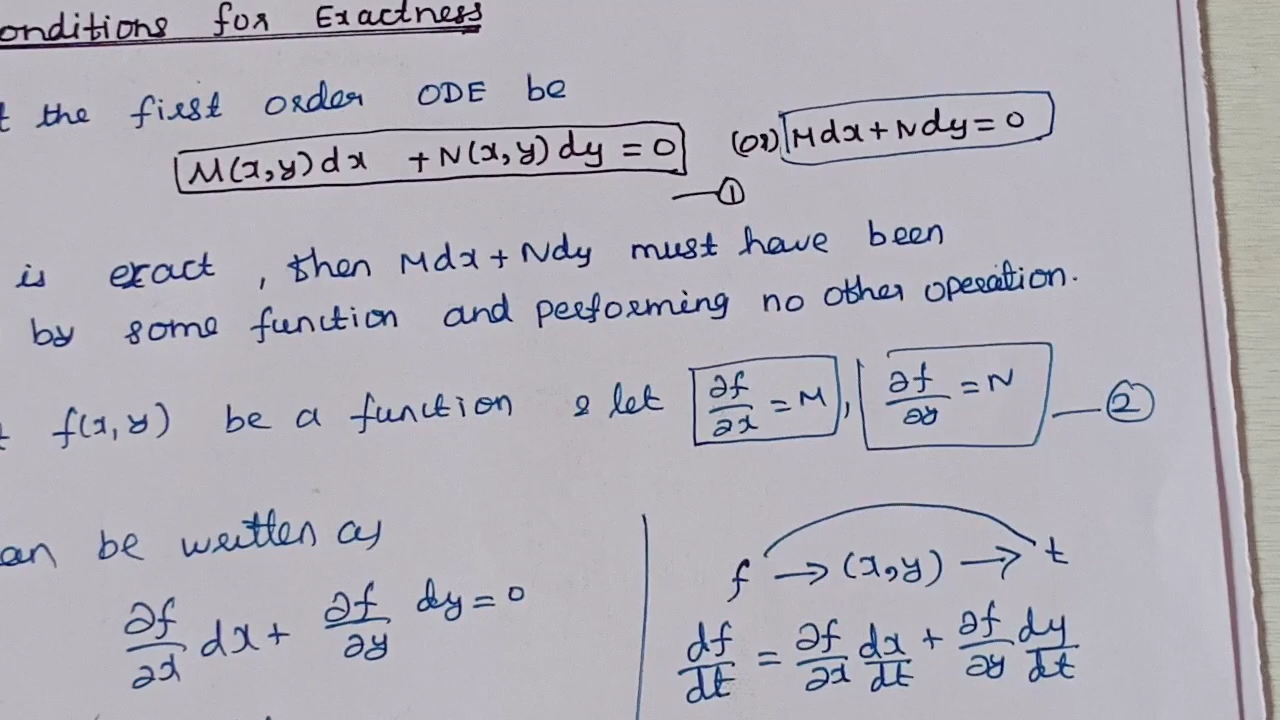 onditions for Exactness
t the first order ODE be
M(x,y)dx + N(x,y)dy = 0 (or) Mdx + Ndy = 0
— ①
is exact , then Mdx + Ndy must have been
by some function and performing no other operation.
t f(x,y) be a function & let ∂f/∂x = M , ∂f/∂y = N — ②
an be written as
∂f/∂x dx + ∂f/∂y dy = 0
f → (x,y) → t
df/dt = ∂f/∂x dx/dt + ∂f/∂y dy/dt